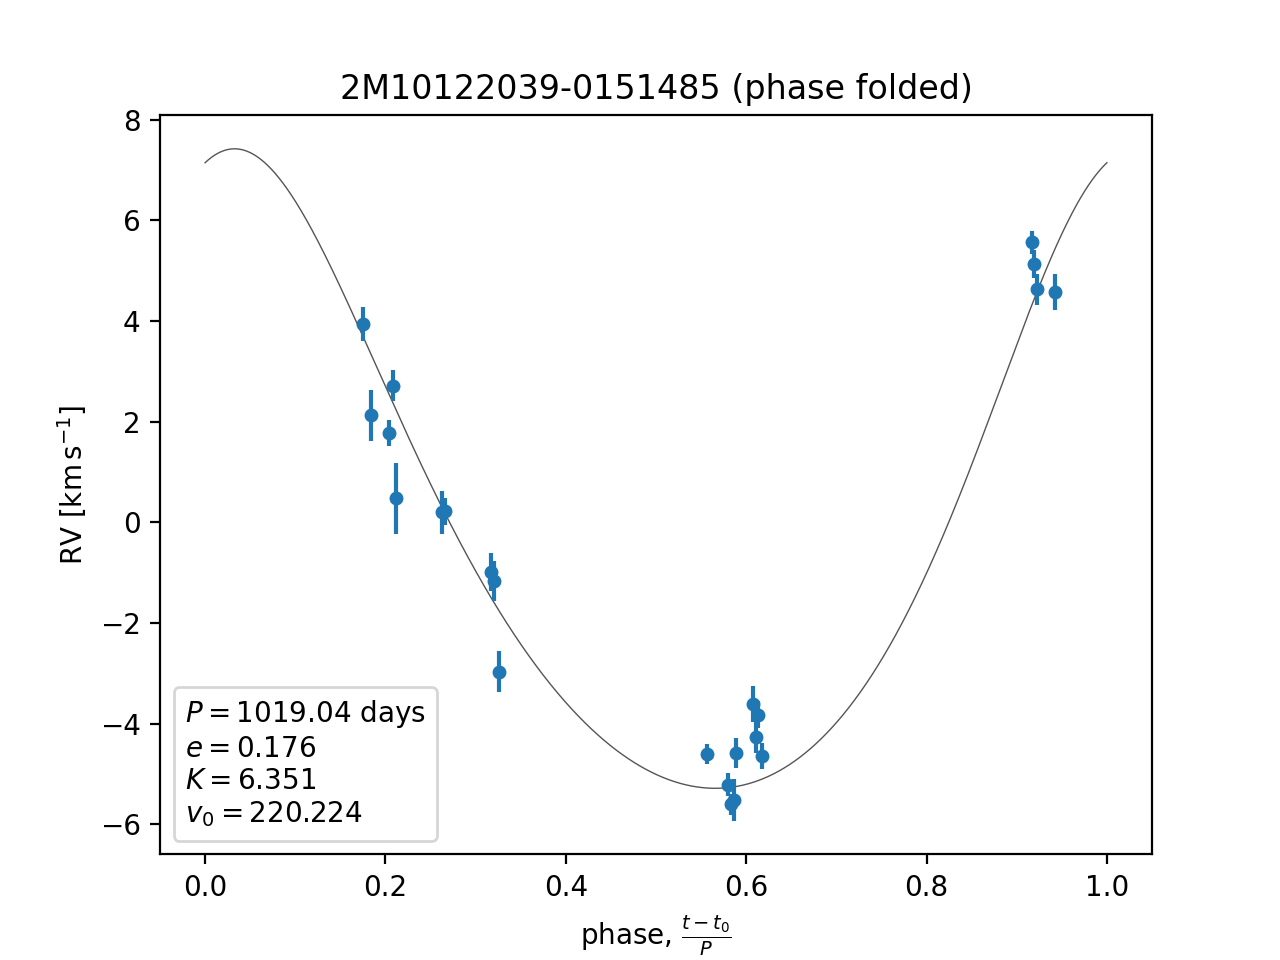 2M10122039-0151485 (phase folded)
8
6
4
2
0
−2
−4
−6
RV [km s⁻¹]
P = 1019.04 days
e = 0.176
K = 6.351
v₀ = 220.224
0.0 0.2 0.4 0.6 0.8 1.0
phase, (t − t₀)/P